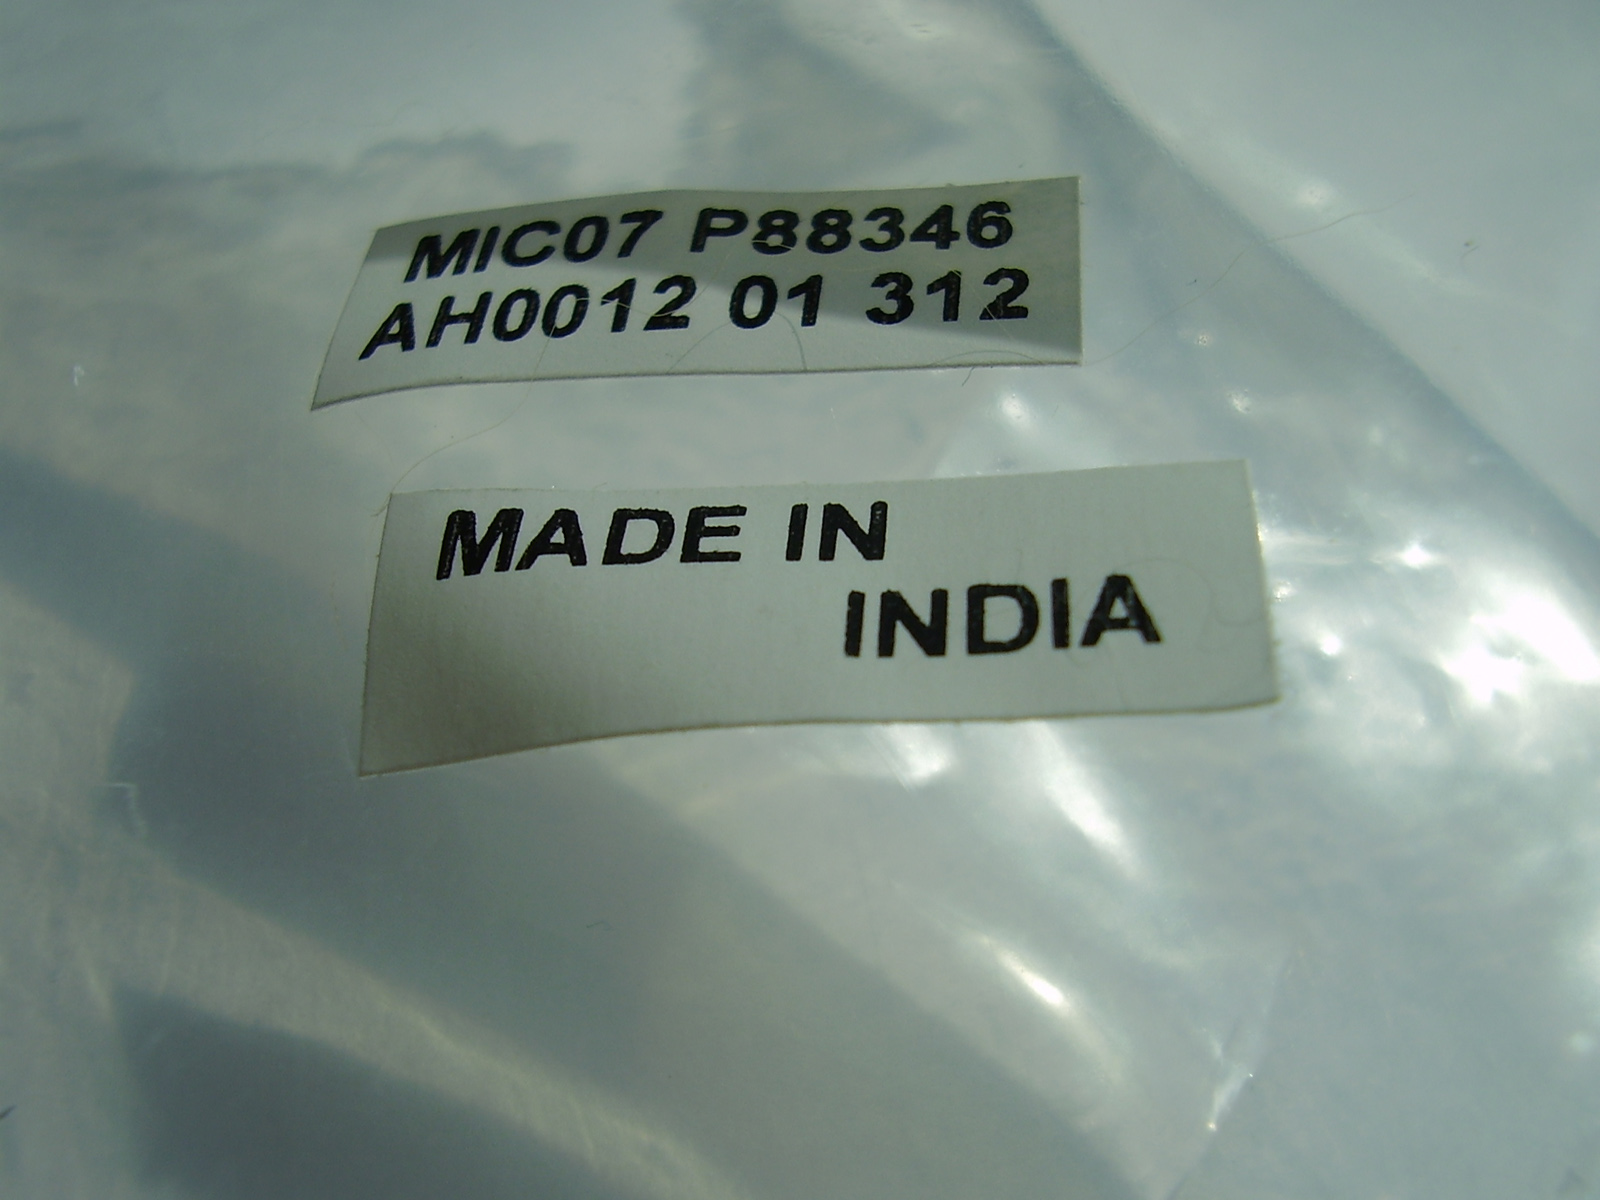 MIC07 P88346
AH0012 01 312
MADE IN
INDIA